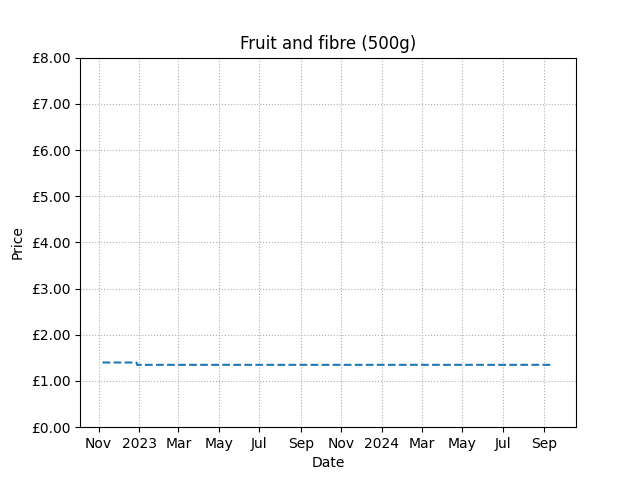 Fruit and fibre (500g)
£8.00
£7.00
£6.00
£5.00
£4.00
£3.00
£2.00
£1.00
£0.00
Price
Nov 2023 Mar May Jul Sep Nov 2024 Mar May Jul Sep
Date